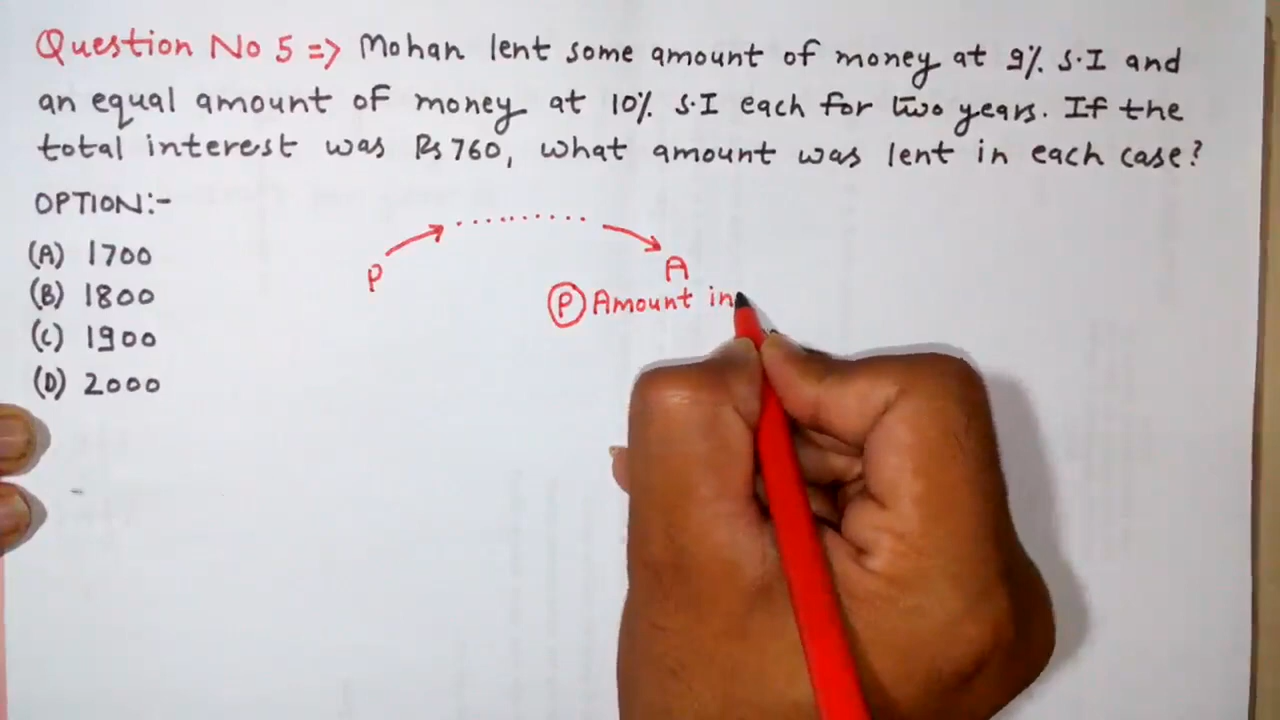 Question No 5 => Mohan lent some amount of money at 9% S.I and
an equal amount of money at 10% S.I each for two years. If the
total interest was Rs 760, what amount was lent in each case?
OPTION:-
(A) 1700
(B) 1800
(C) 1900
(D) 2000
P .......... A
P Amount in